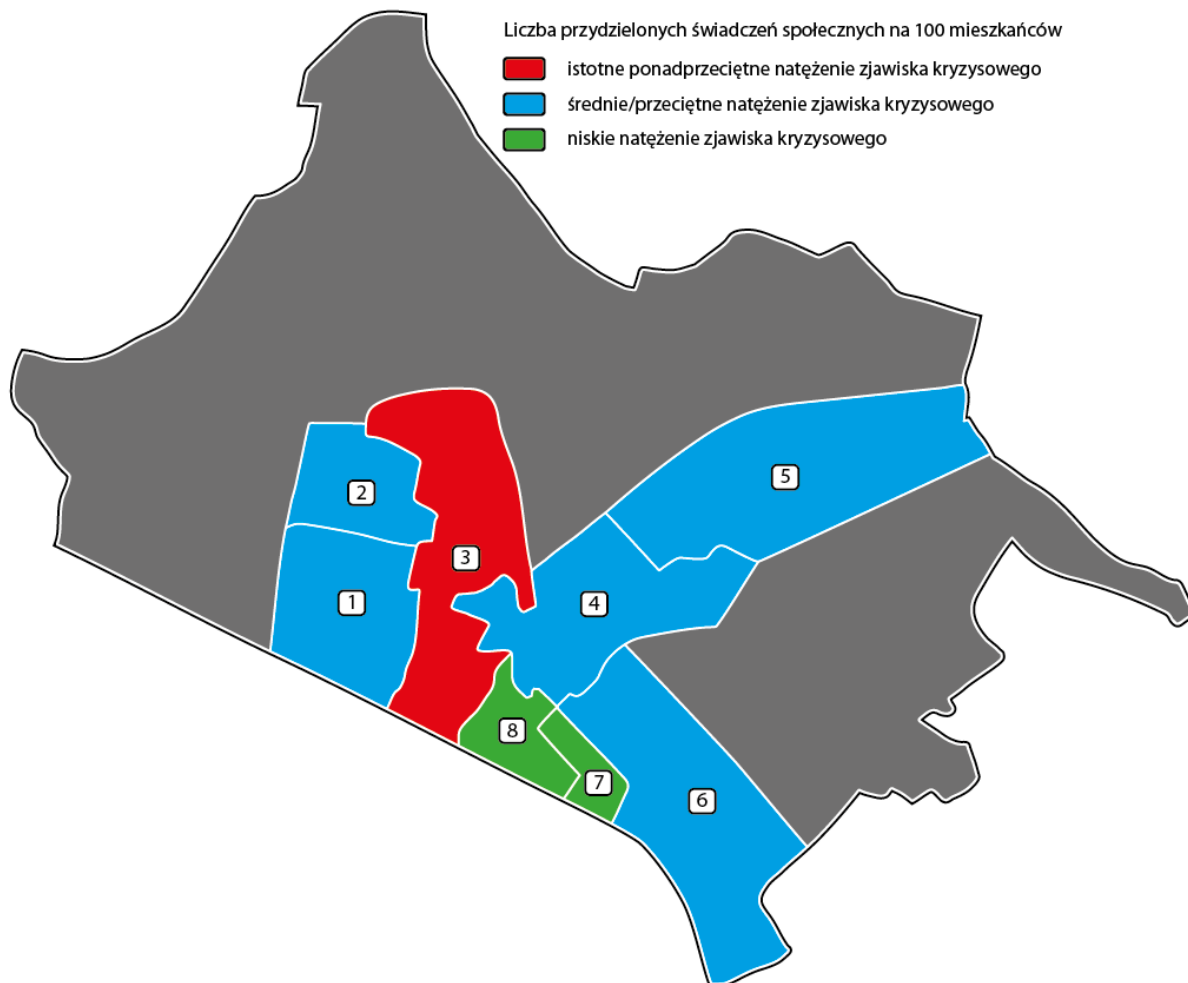 Liczba przydzielonych świadczeń społecznych na 100 mieszkańców
istotne ponadprzeciętne natężenie zjawiska kryzysowego
średnie/przeciętne natężenie zjawiska kryzysowego
niskie natężenie zjawiska kryzysowego
5
2
3
1
4
8
7
6